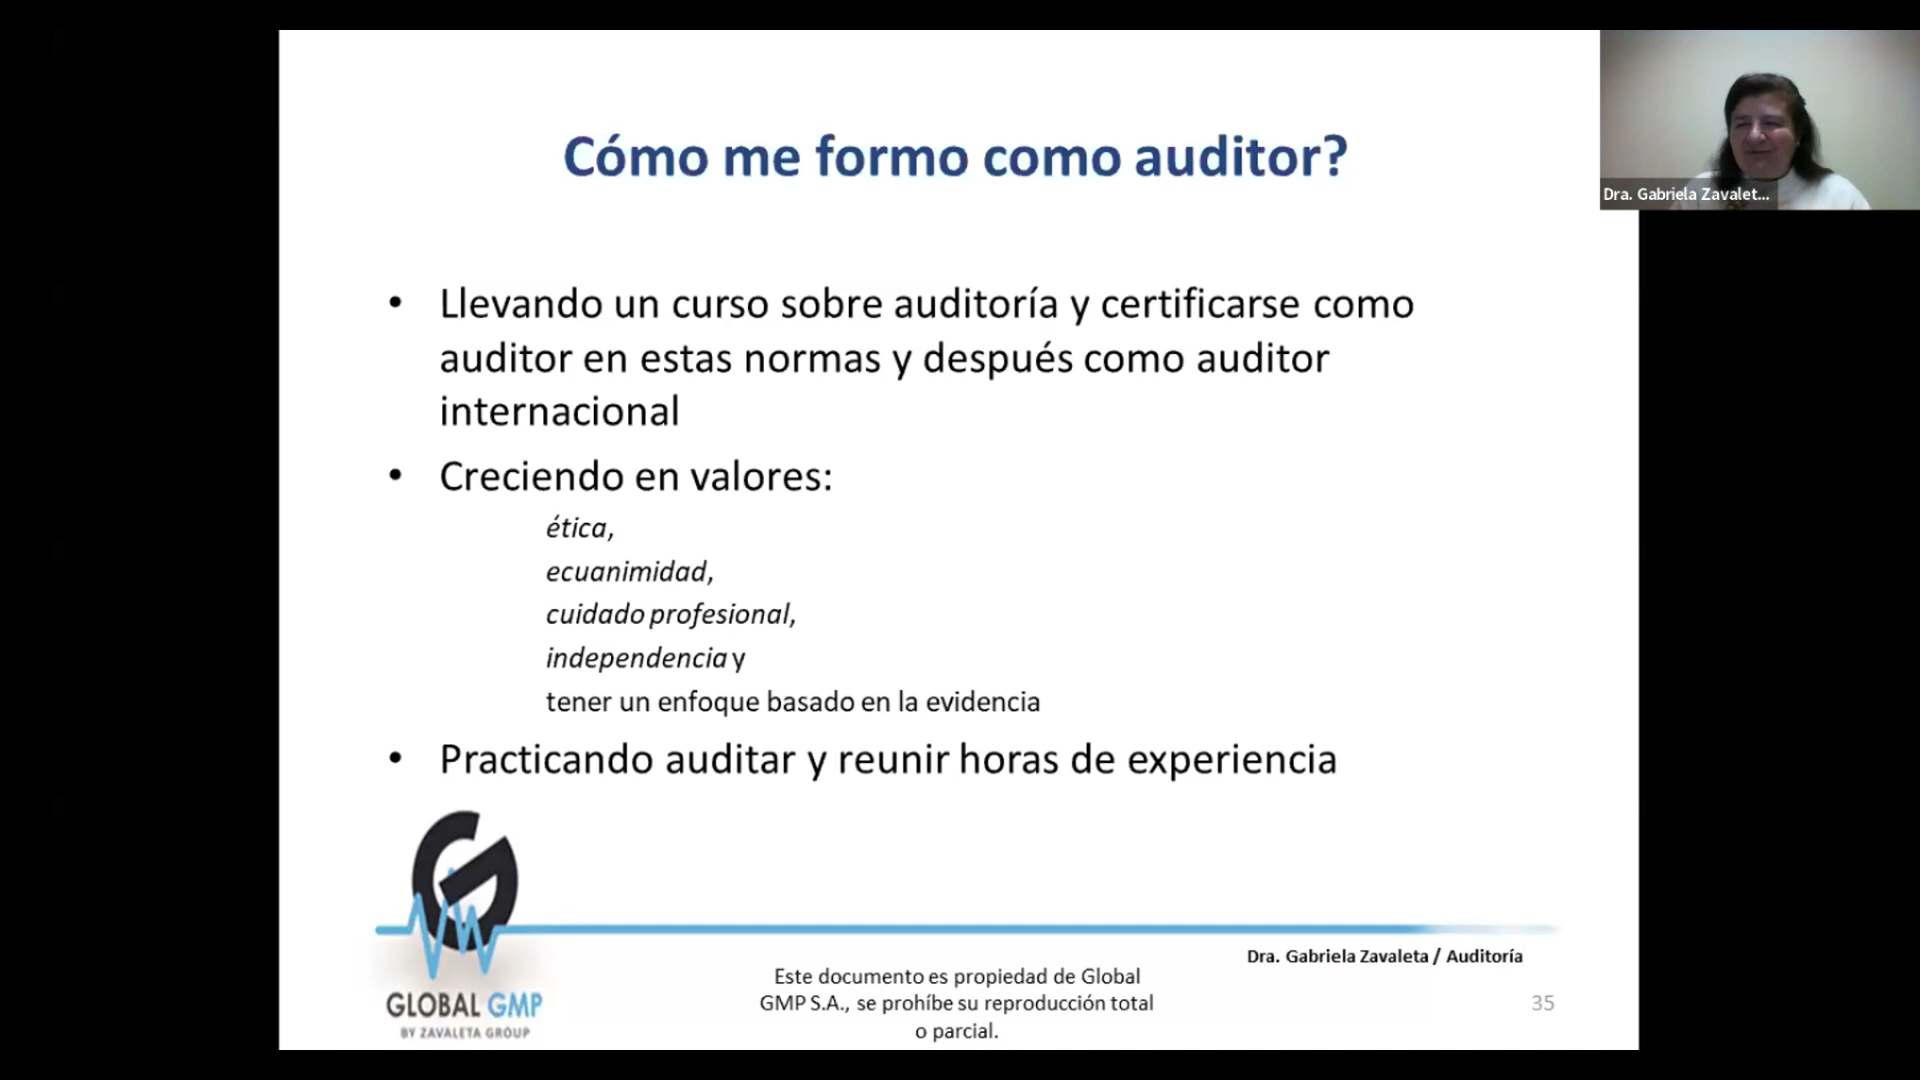 Cómo me formo como auditor?
Dra. Gabriela Zavalet...
• Llevando un curso sobre auditoría y certificarse como
auditor en estas normas y después como auditor
internacional
• Creciendo en valores:
ética,
ecuanimidad,
cuidado profesional,
independencia y
tener un enfoque basado en la evidencia
• Practicando auditar y reunir horas de experiencia
GLOBAL GMP
BY ZAVALETA GROUP
Este documento es propiedad de Global
GMP S.A., se prohíbe su reproducción total
o parcial.
Dra. Gabriela Zavaleta / Auditoría
35